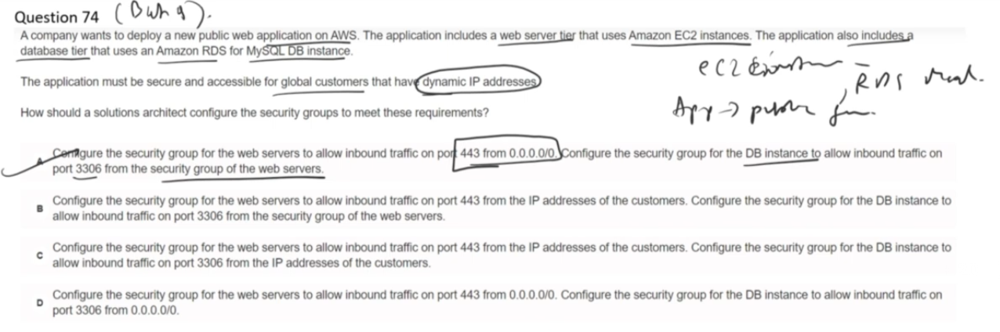 Question 74
A company wants to deploy a new public web application on AWS. The application includes a web server tier that uses Amazon EC2 instances. The application also includes a
database tier that uses an Amazon RDS for MySQL DB instance.
ec2
RDS
The application must be secure and accessible for global customers that have dynamic IP addresses.
App →
How should a solutions architect configure the security groups to meet these requirements?
A Configure the security group for the web servers to allow inbound traffic on port 443 from 0.0.0.0/0. Configure the security group for the DB instance to allow inbound traffic on
port 3306 from the security group of the web servers.
B Configure the security group for the web servers to allow inbound traffic on port 443 from the IP addresses of the customers. Configure the security group for the DB instance to
allow inbound traffic on port 3306 from the security group of the web servers.
C Configure the security group for the web servers to allow inbound traffic on port 443 from the IP addresses of the customers. Configure the security group for the DB instance to
allow inbound traffic on port 3306 from the IP addresses of the customers.
D Configure the security group for the web servers to allow inbound traffic on port 443 from 0.0.0.0/0. Configure the security group for the DB instance to allow inbound traffic on
port 3306 from 0.0.0.0/0.